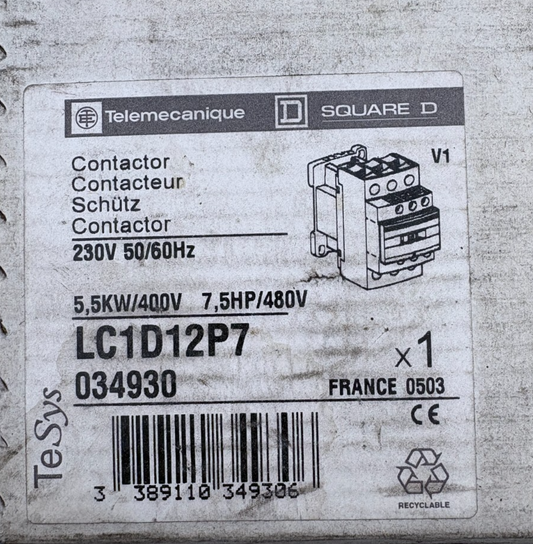 Telemecanique D SQUARE D
V1
Contactor
Contacteur
Schütz
Contactor
230V 50/60Hz
5,5KW/400V 7,5HP/480V
LC1D12P7
x1
034930
FRANCE 0503
CE
TeSys
3 389110 349306
RECYCLABLE